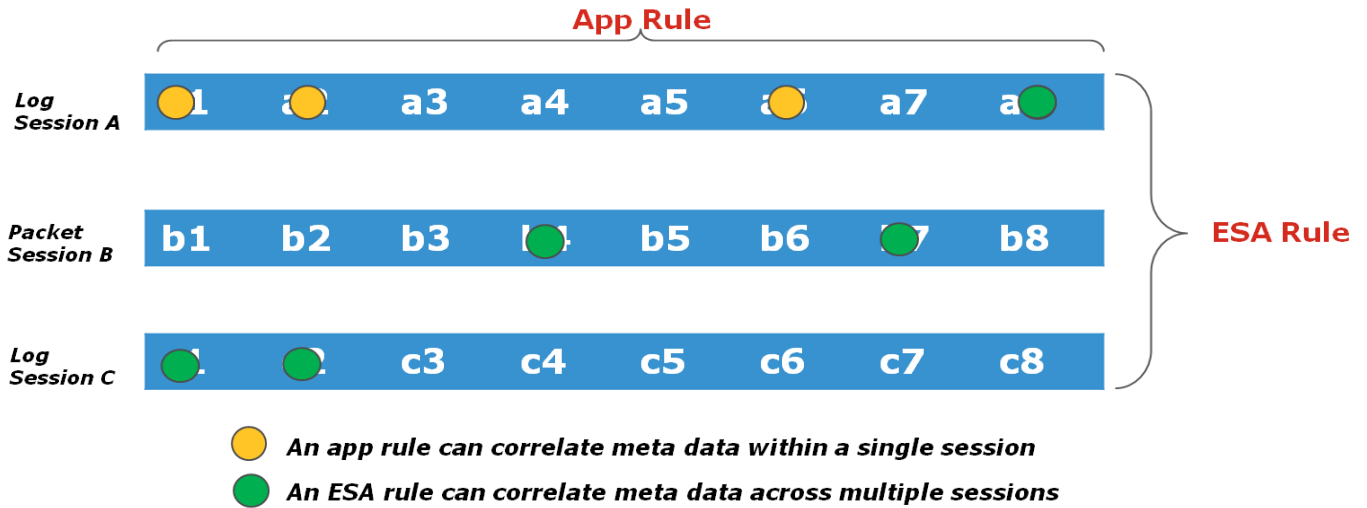 App Rule
Log
Session A
a3 a4 a5 a7
Packet
Session B
b1 b2 b3 b5 b6 b8
ESA Rule
Log
Session C
c3 c4 c5 c6 c7 c8
An app rule can correlate meta data within a single session
An ESA rule can correlate meta data across multiple sessions